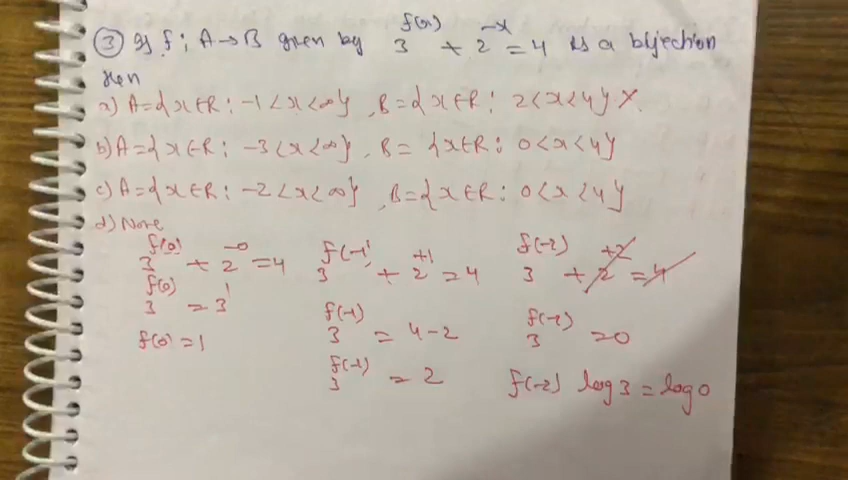 ③ If f: A→B given by 3^f(x) + 2^-x = 4 is a bijection
then
a) A={x∈R: -1<x<∞}, B={x∈R: 2<x<4} ×
b) A={x∈R: -3<x<∞}, B={x∈R: 0<x<4}
c) A={x∈R: -2<x<∞}, B={x∈R: 0<x<4}
d) None
3^f(0) + 2^-0 = 4 3^f(-1) + 2^+1 = 4 3^f(-2) + 2^+2 = 4
3^f(0) = 3^1
f(0) = 1 3^f(-1) = 4-2 3^f(-2) = 0
3^f(-1) = 2 f(-2) log 3 = log 0